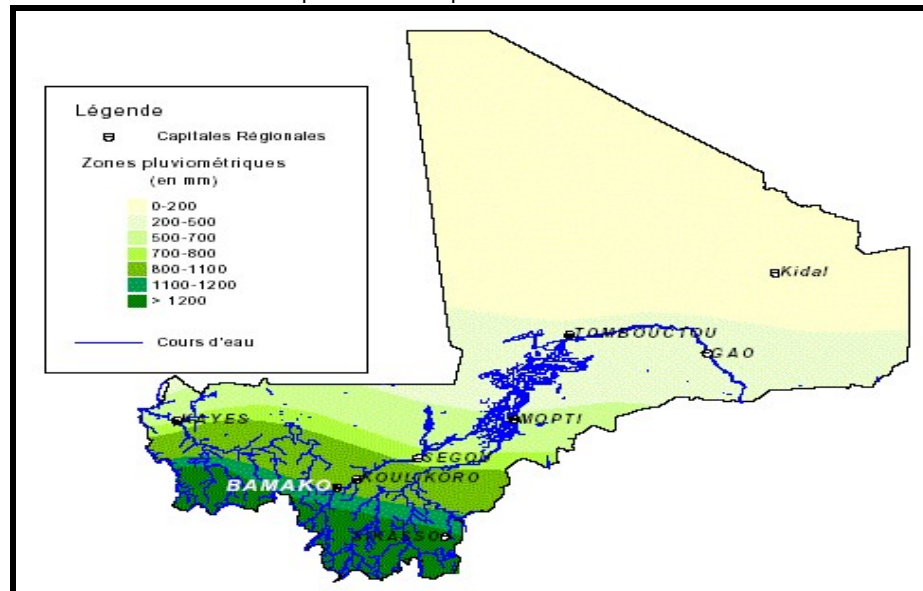 Légende
Capitales Régionales
Zones pluviométriques
(en mm)
0-200
200-500
500-700
700-800
800-1100
1100-1200
> 1200
Cours d'eau
Kidal
TOMBOUCTOU
GAO
KAYES
MOPTI
SEGOU
KOULIKORO
BAMAKO
SIKASSO